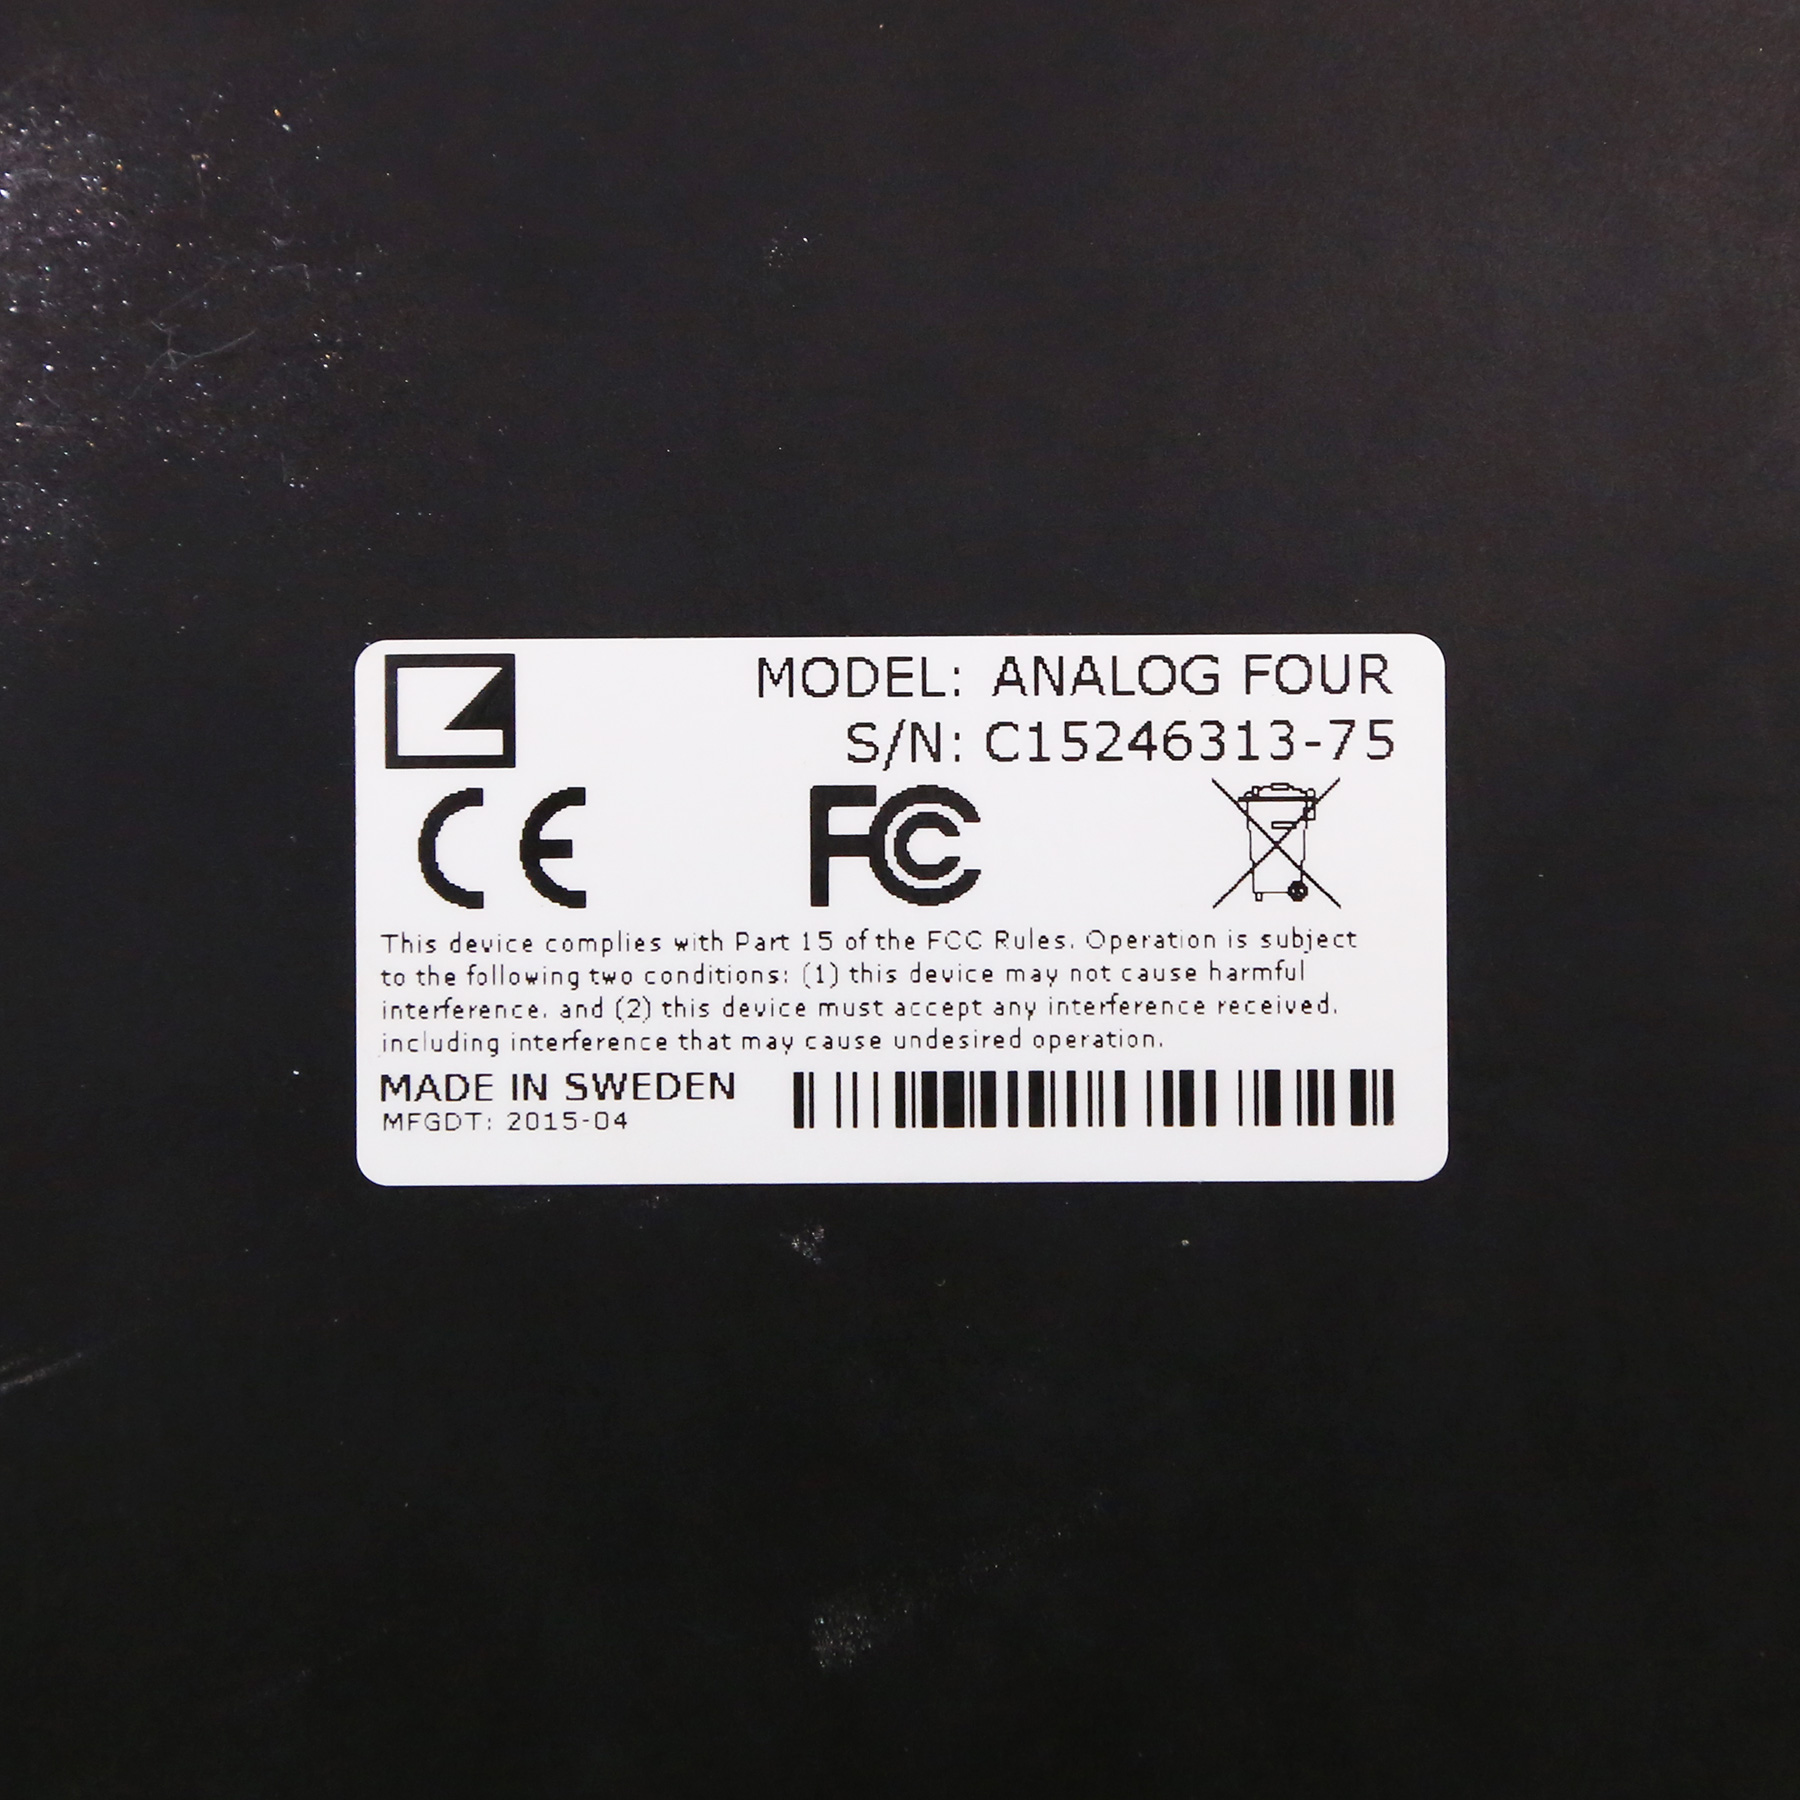 MODEL: ANALOG FOUR
S/N: C15246313-75
CE FCC
This device complies with Part 15 of the FCC Rules. Operation is subject
to the following two conditions: (1) this device may not cause harmful
interference, and (2) this device must accept any interference received,
including interference that may cause undesired operation.
MADE IN SWEDEN
MFGDT: 2015-04